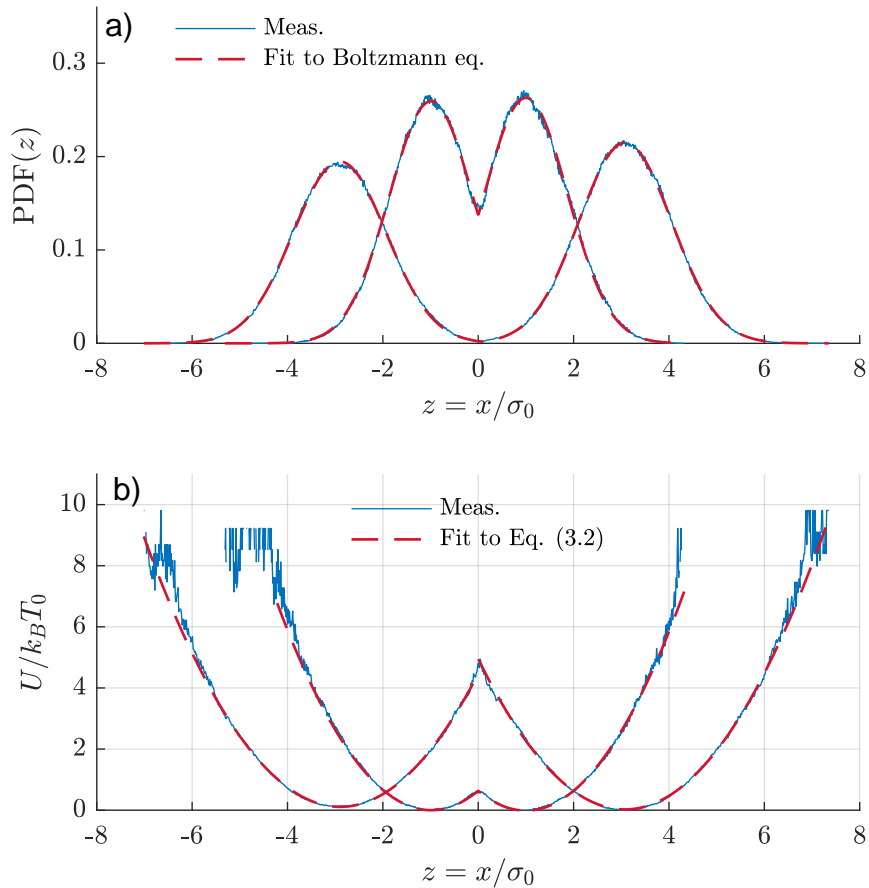 a)
Meas.
Fit to Boltzmann eq.
0.3
0.2
0.1
0
PDF(z)
-8 -6 -4 -2 0 2 4 6 8
z = x/σ₀
b)
Meas.
Fit to Eq. (3.2)
10
8
6
4
2
0
U/k_BT₀
-8 -6 -4 -2 0 2 4 6 8
z = x/σ₀